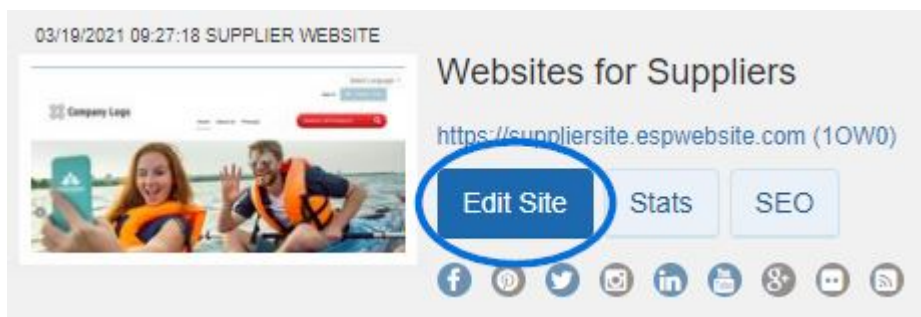 03/19/2021 09:27:18 SUPPLIER WEBSITE
Websites for Suppliers
Company Logo
https://suppliersite.espwebsite.com (1OW0)
Edit Site
Stats
SEO